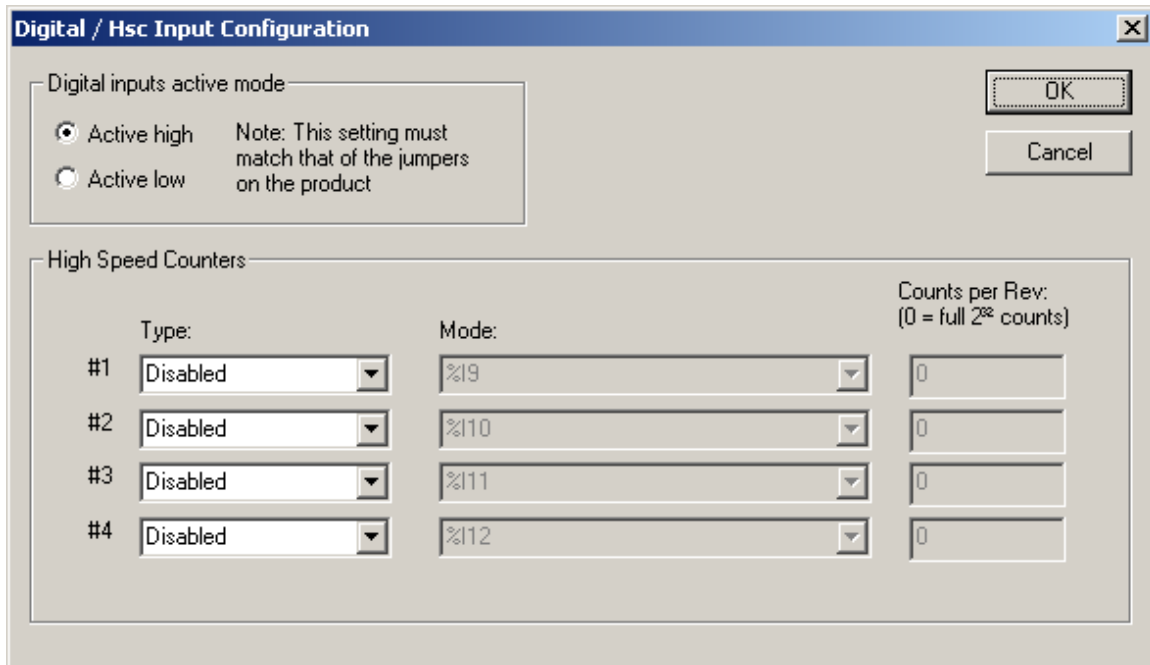 Digital / Hsc Input Configuration
Digital inputs active mode
Active high
Active low
Note: This setting must
match that of the jumpers
on the product
OK
Cancel
High Speed Counters
Type:
Mode:
Counts per Rev:
(0 = full 2³² counts)
#1 Disabled %I9 0
#2 Disabled %I10 0
#3 Disabled %I11 0
#4 Disabled %I12 0